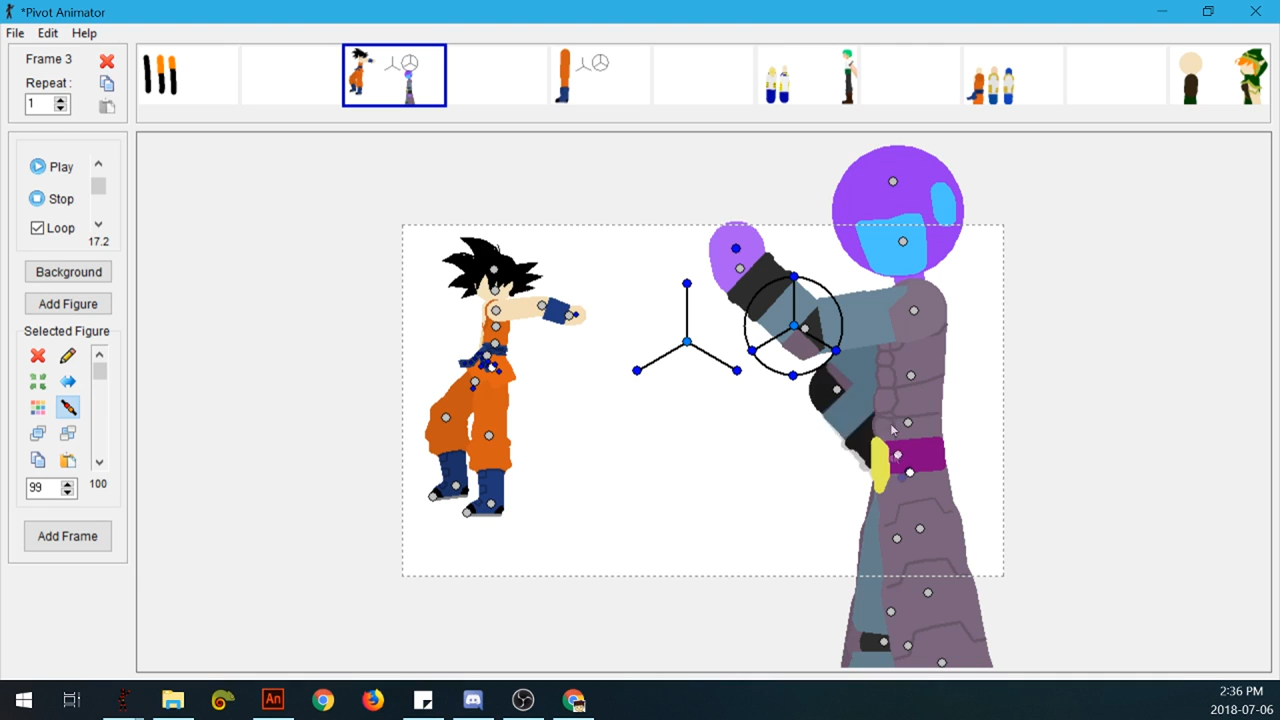 *Pivot Animator
File Edit Help
Frame 3
Repeat :
1
Play
Stop
Loop
17.2
Background
Add Figure
Selected Figure
99
100
Add Frame
An
2:36 PM
2018-07-06